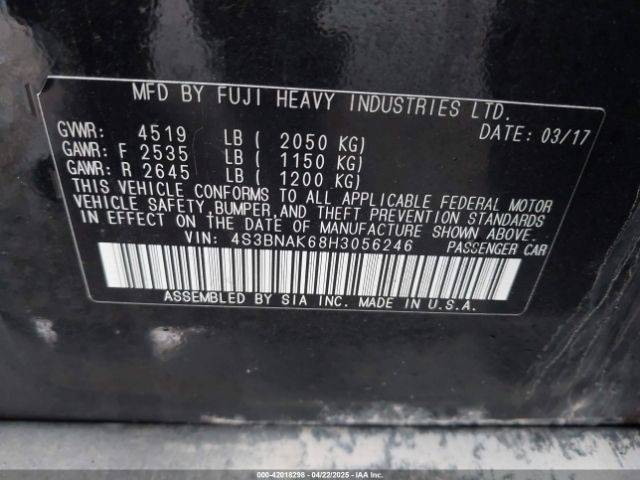 MFD BY FUJI HEAVY INDUSTRIES LTD.
DATE: 03/17
GVWR: 4519 LB ( 2050 KG)
GAWR: F 2535 LB ( 1150 KG)
GAWR: R 2645 LB ( 1200 KG)
THIS VEHICLE CONFORMS TO ALL APPLICABLE FEDERAL MOTOR
VEHICLE SAFETY,BUMPER,AND THEFT PREVENTION STANDARDS
IN EFFECT ON THE DATE OF MANUFACTURE SHOWN ABOVE.
VIN: 4S3BNAK68H3056246 PASSENGER CAR
ASSEMBLED BY SIA INC. MADE IN U.S.A.
000-42018298 - 04/22/2025 - IAAI.COM